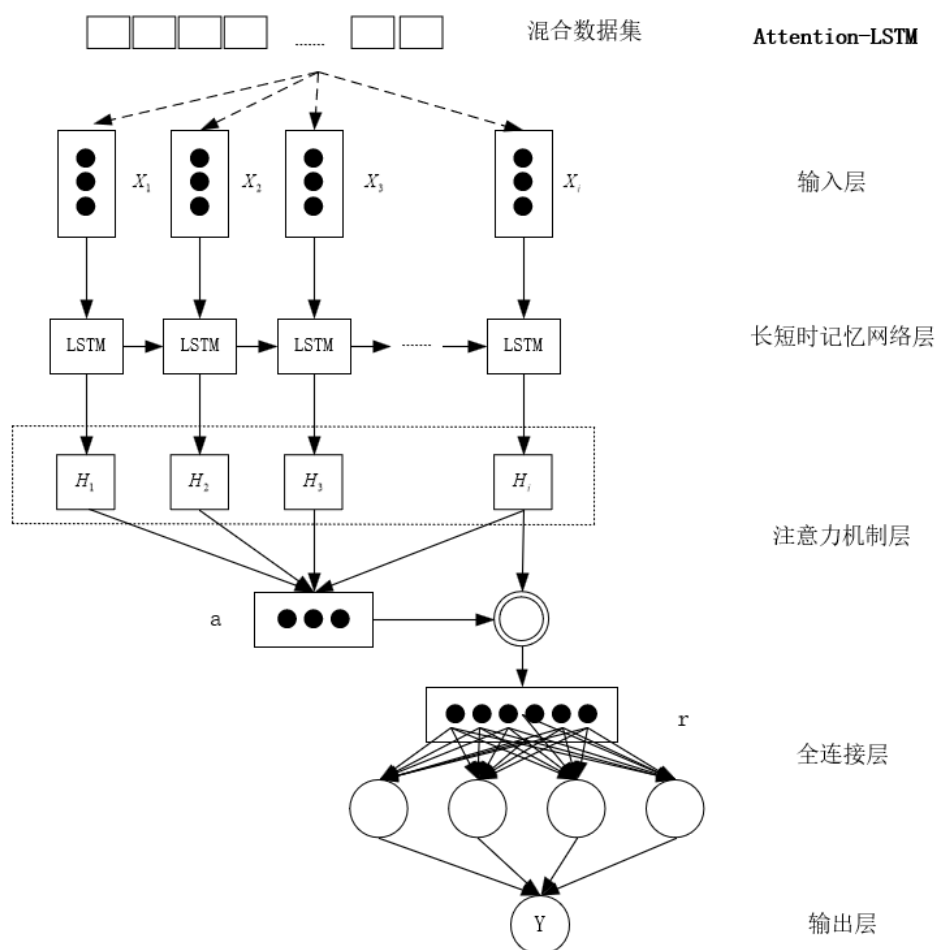 混合数据集 Attention-LSTM
X₁ X₂ X₃ Xᵢ 输入层
LSTM LSTM LSTM ...... LSTM 长短时记忆网络层
H₁ H₂ H₃ Hᵢ
注意力机制层
a
r
全连接层
Y 输出层